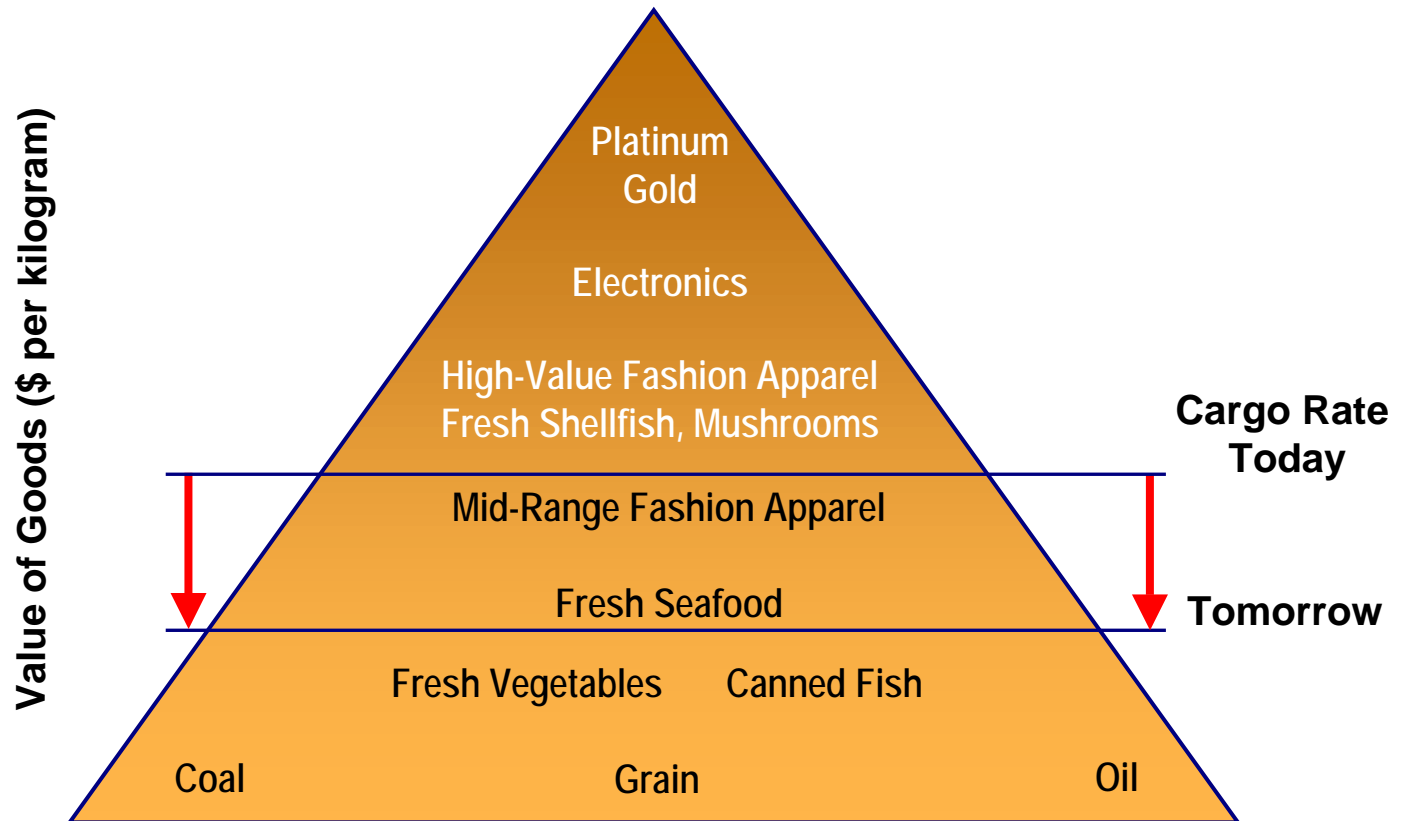 Value of Goods ($ per kilogram)
Platinum
Gold
Electronics
High-Value Fashion Apparel
Fresh Shellfish, Mushrooms
Cargo Rate
Today
Mid-Range Fashion Apparel
Fresh Seafood
Tomorrow
Fresh Vegetables Canned Fish
Coal Grain Oil